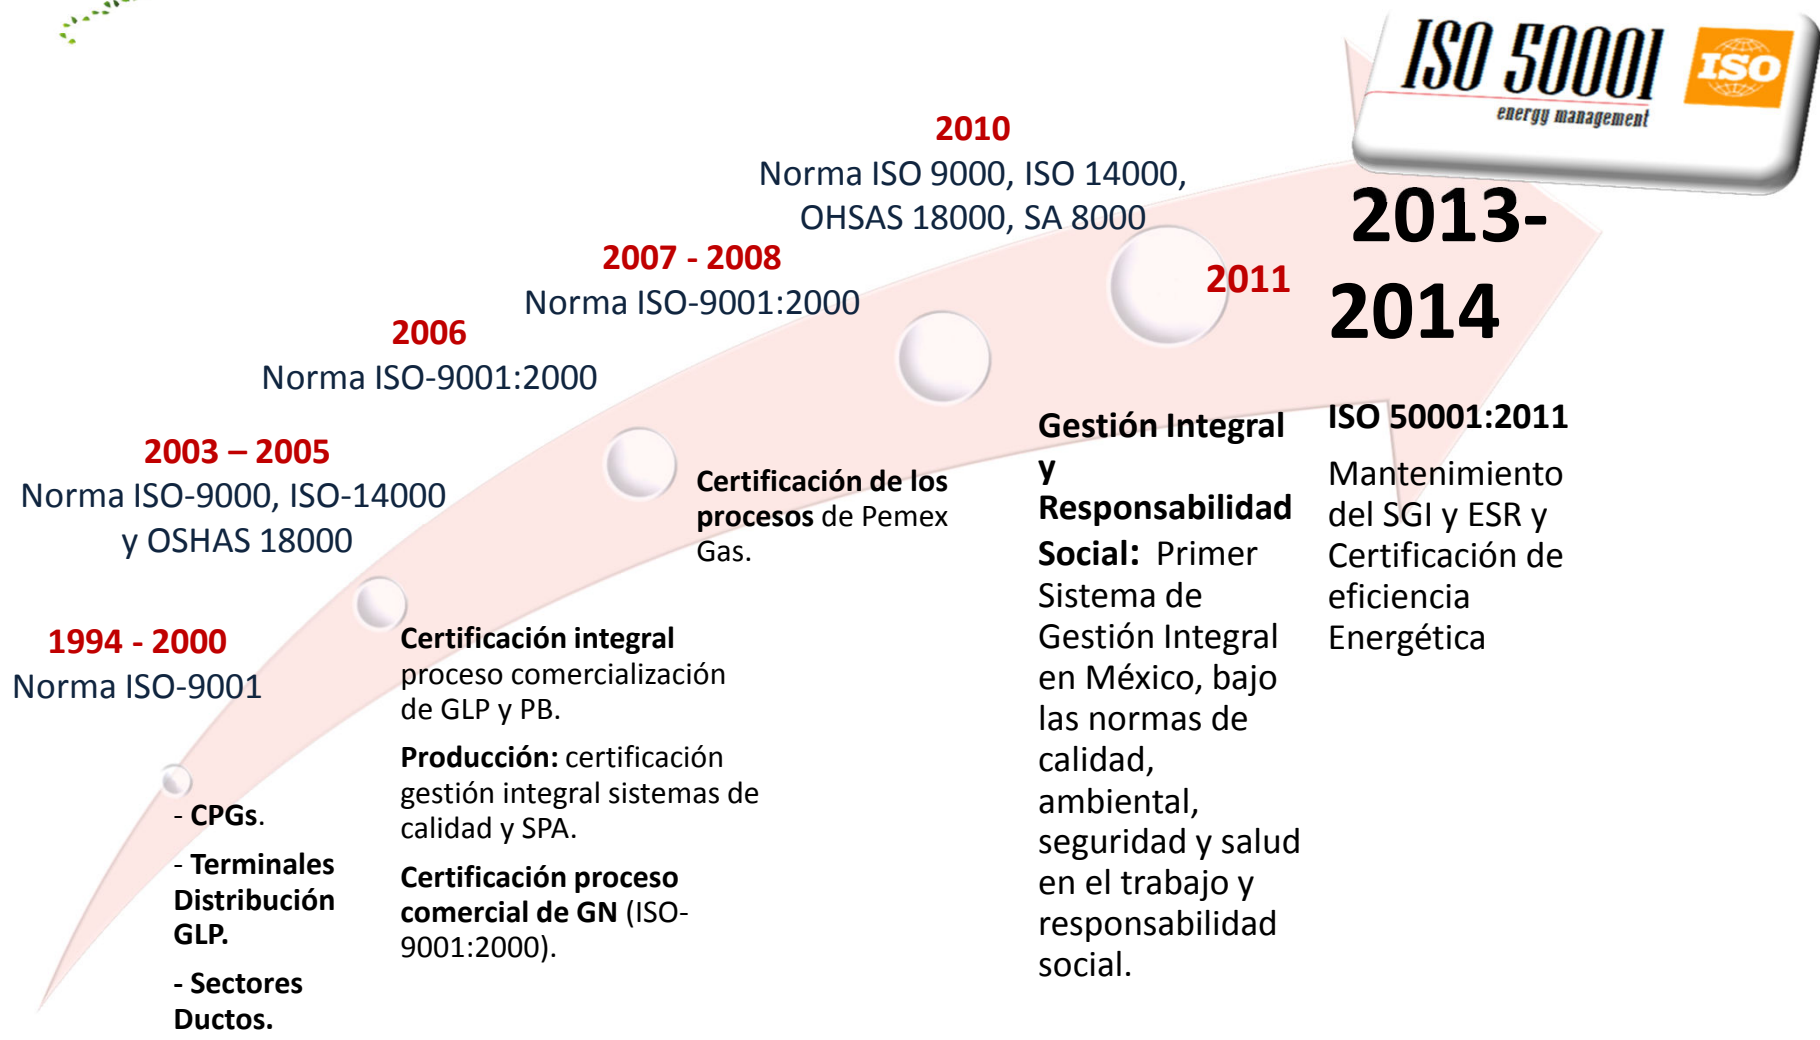 ISO 50001
ISO
energy management
2010
Norma ISO 9000, ISO 14000,
OHSAS 18000, SA 8000
2013-
2014
2007 - 2008
Norma ISO-9001:2000
2011
2006
Norma ISO-9001:2000
2003 – 2005
Norma ISO-9000, ISO-14000
y OSHAS 18000
1994 - 2000
Norma ISO-9001
- CPGs.
- Terminales
Distribución
GLP.
- Sectores
Ductos.
Certificación integral
proceso comercialización
de GLP y PB.
Producción: certificación
gestión integral sistemas de
calidad y SPA.
Certificación proceso
comercial de GN (ISO-
9001:2000).
Certificación de los
procesos de Pemex
Gas.
Gestión Integral
y
Responsabilidad
Social: Primer
Sistema de
Gestión Integral
en México, bajo
las normas de
calidad,
ambiental,
seguridad y salud
en el trabajo y
responsabilidad
social.
ISO 50001:2011
Mantenimiento
del SGI y ESR y
Certificación de
eficiencia
Energética